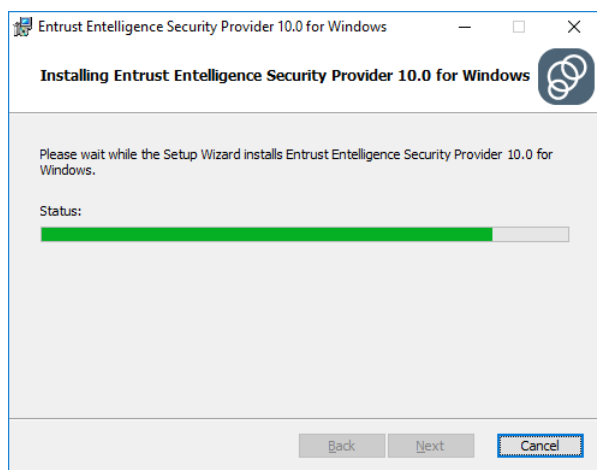 Entrust Entelligence Security Provider 10.0 for Windows
Installing Entrust Entelligence Security Provider 10.0 for Windows
Please wait while the Setup Wizard installs Entrust Entelligence Security Provider 10.0 for
Windows.
Status:
Back Next Cancel